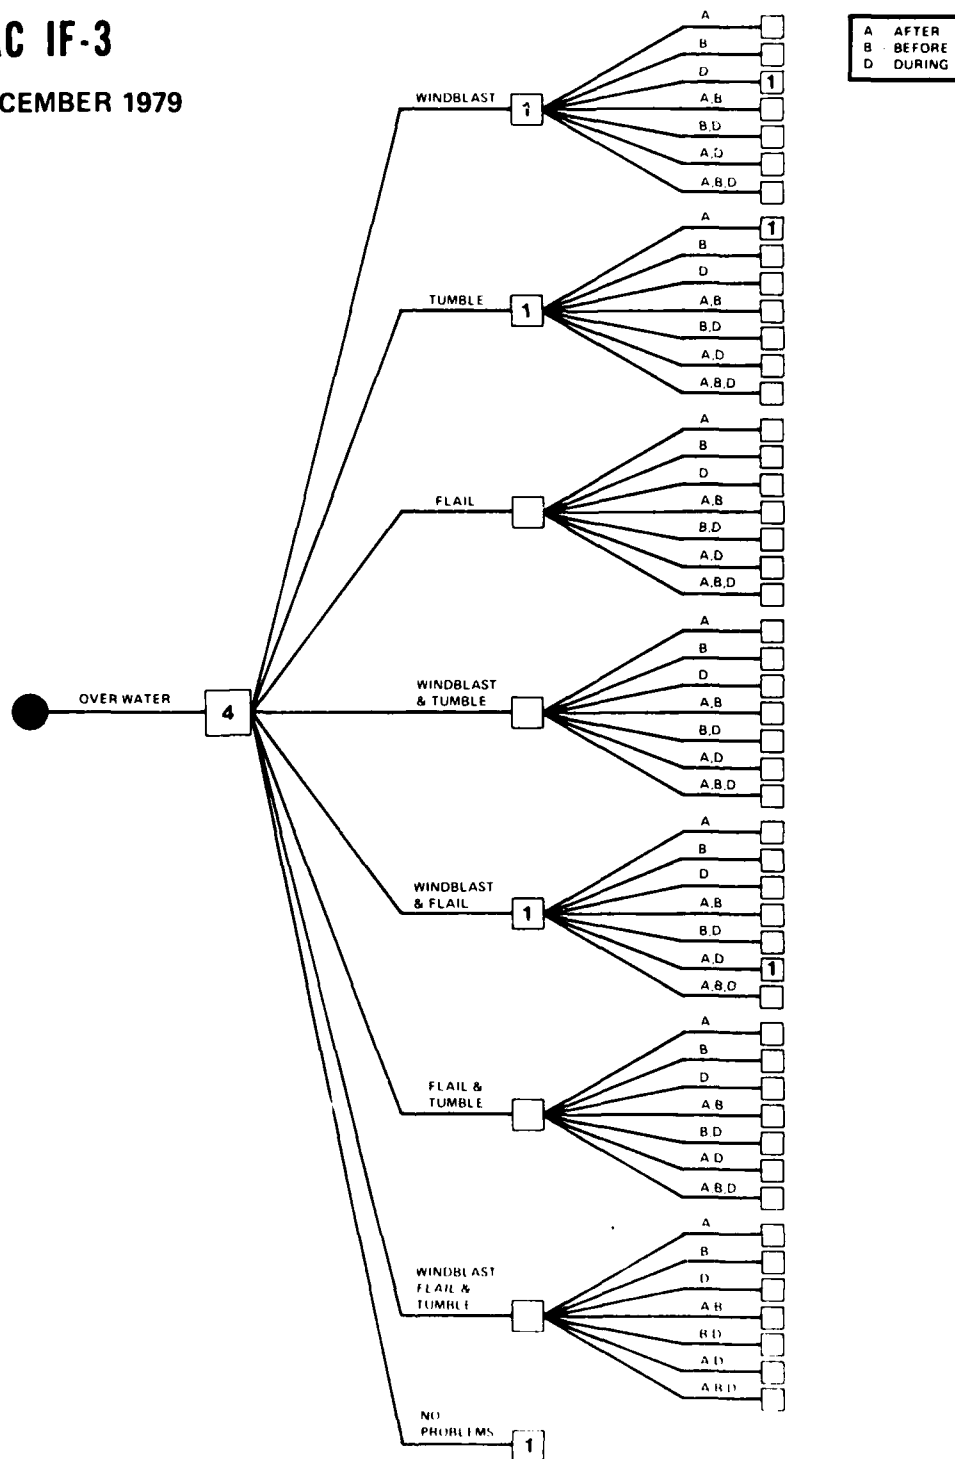 C IF-3
CEMBER 1979
A AFTER
B BEFORE
D DURING
OVER WATER
4
WINDBLAST
1
A
B
D
1
A,B
B,D
A,D
A,B,D
TUMBLE
1
A
1
B
D
A,B
B,D
A,D
A,B,D
FLAIL
A
B
D
A,B
B,D
A,D
A,B,D
WINDBLAST
& TUMBLE
A
B
D
A,B
B,D
A,D
A,B,D
WINDBLAST
& FLAIL
1
A
B
D
A,B
B,D
A,D
1
A,B,D
FLAIL &
TUMBLE
A
B
D
A,B
B,D
A,D
A,B,D
WINDBLAST
FLAIL &
TUMBLE
A
B
D
A,B
B,D
A,D
A,B,D
NO
PROBLEMS
1